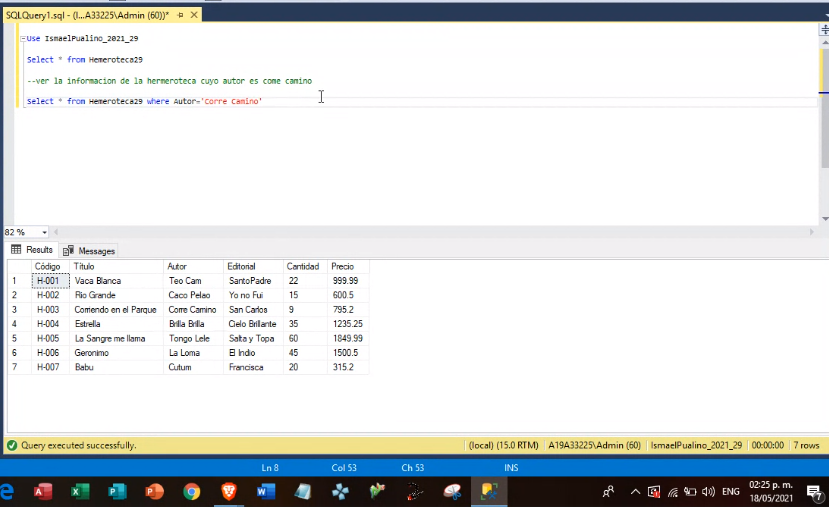 SQLQuery1.sql - (l...A33225\Admin (60))*
Use IsmaelPualino_2021_29
Select * from Hemeroteca29
--ver la informacion de la hermeroteca cuyo autor es come camino
Select * from Hemeroteca29 where Autor='Corre Camino'
82 %
Results Messages
Código Título Autor Editorial Cantidad Precio
1 H-001 Vaca Blanca Teo Cam SantoPadre 22 999.99
2 H-002 Rio Grande Caco Pelao Yo no Fui 15 600.5
3 H-003 Corriendo en el Parque Corre Camino San Carlos 9 795.2
4 H-004 Estrella Brilla Brilla Cielo Brillante 35 1235.25
5 H-005 La Sangre me llama Tongo Lele Salta y Topa 60 1849.99
6 H-006 Geronimo La Loma El Indio 45 1500.5
7 H-007 Babu Cutum Francisca 20 315.2
Query executed successfully. (local) (15.0 RTM) A19A33225\Admin (60) IsmaelPualino_2021_29 00:00:00 7 rows
Ln 8 Col 53 Ch 53 INS
ENG 02:25 p. m.
18/05/2021
7